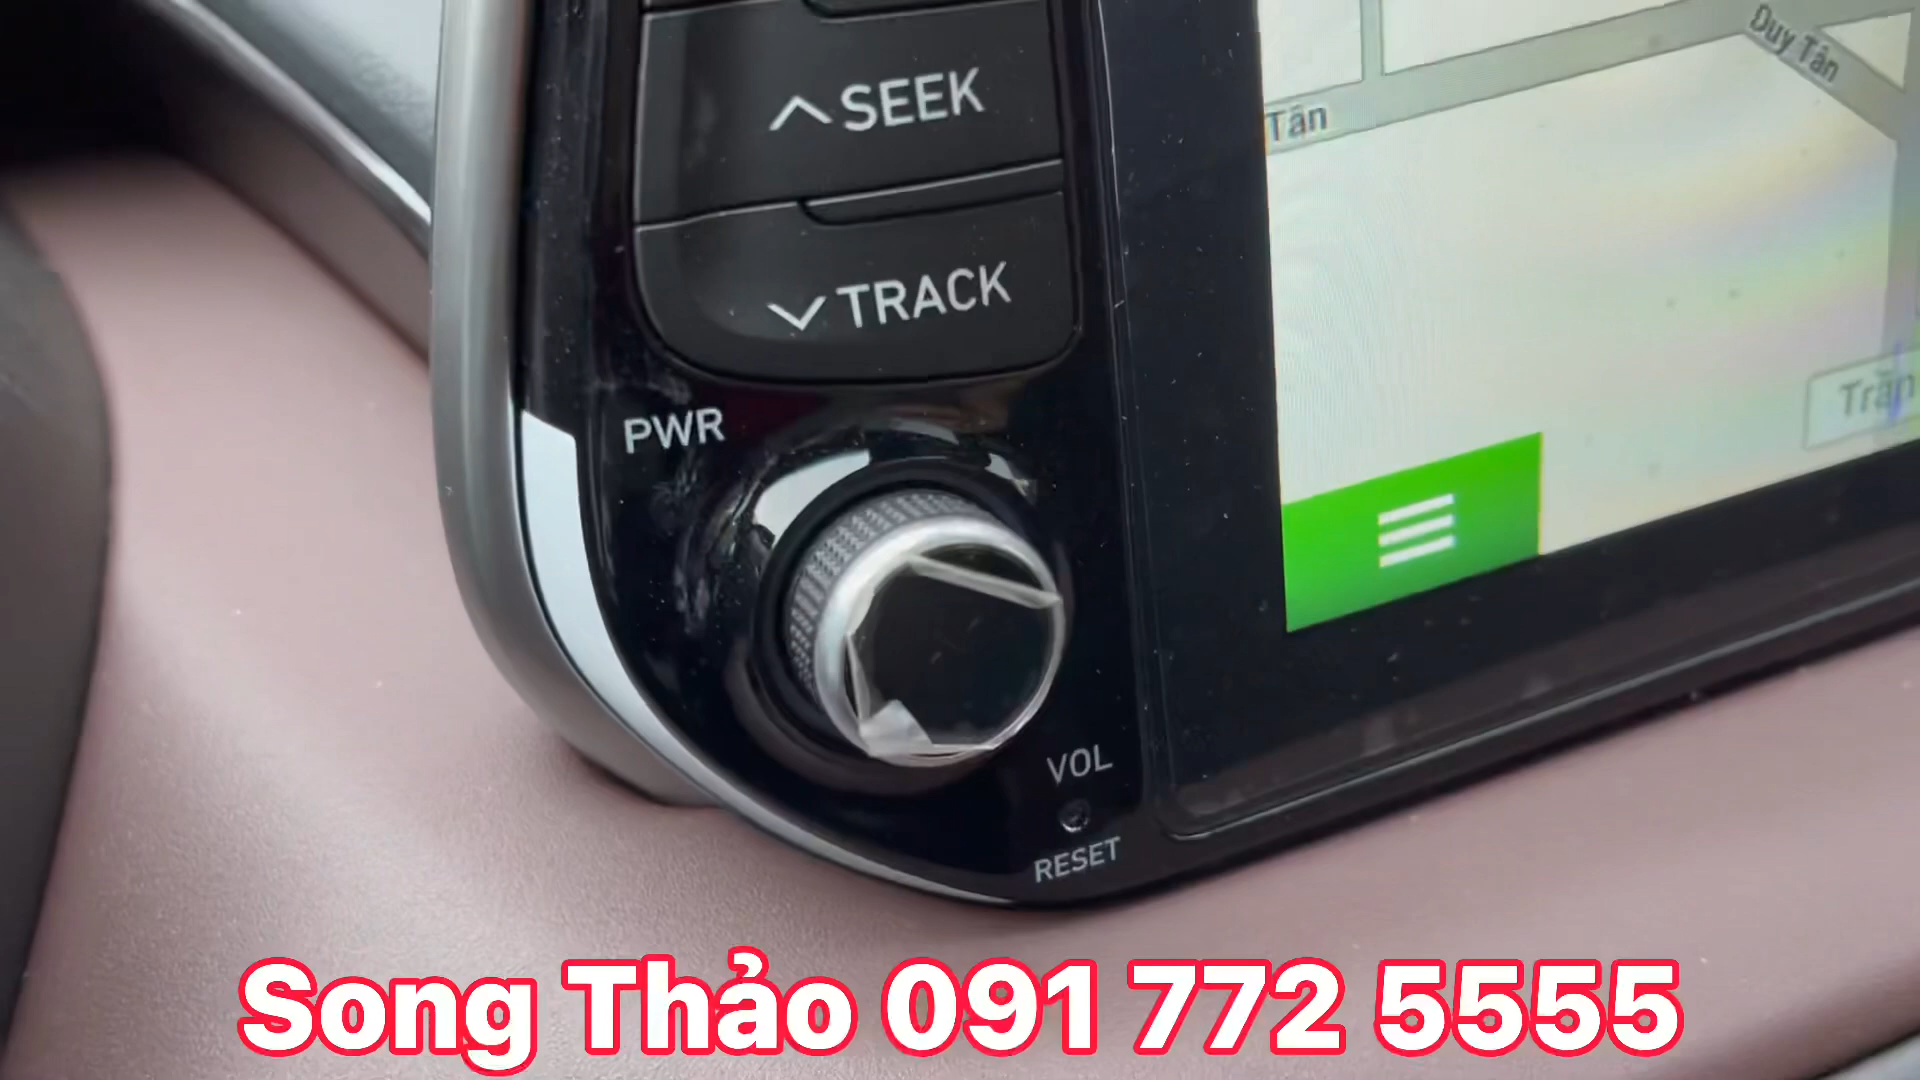 SEEK
TRACK
PWR
VOL
RESET
Duy Tân
Tân
Trần
Song Thảo 091 772 5555